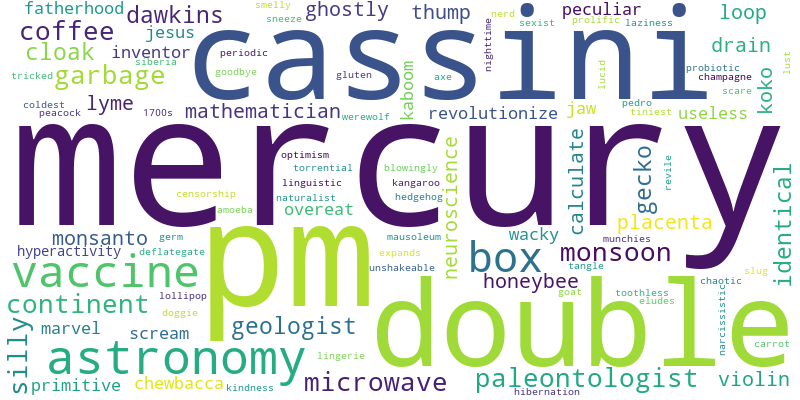 fatherhood
dawkins
smelly
sneeze
ghostly
thump
nerd
sexist
peculiar
prolific
laziness
loop
coffee
jesus
cassini
nighttime
drain
lust
cloak
inventor
periodic
siberia
tricked
garbage
goodbye
gluten
kaboom
axe
lucid
probiotic
champagne
scare
koko
coldest
peacock
lyme
1700s
mathematician
werewolf
revolutionize
jaw
pedro
tiniest
useless
mercury
optimism
torrential
linguistic
naturalist
blowingly
kangaroo
hedgehog
neuroscience
calculate
gecko
revile
identical
censorship
amoeba
overeat
placenta
monsanto
germ
deflategate
hyperactivity
pm
mausoleum
expands
unshakeable
wacky
munchies
box
monsoon
tangle
honeybee
chaotic
slug
vaccine
lollipop
doggie
continent
double
goat
toothless
eludes
narcissistic
silly
marvel
scream
geologist
carrot
astronomy
lingerie
primitive
chewbacca
kindness
microwave
paleontologist
hibernation
violin